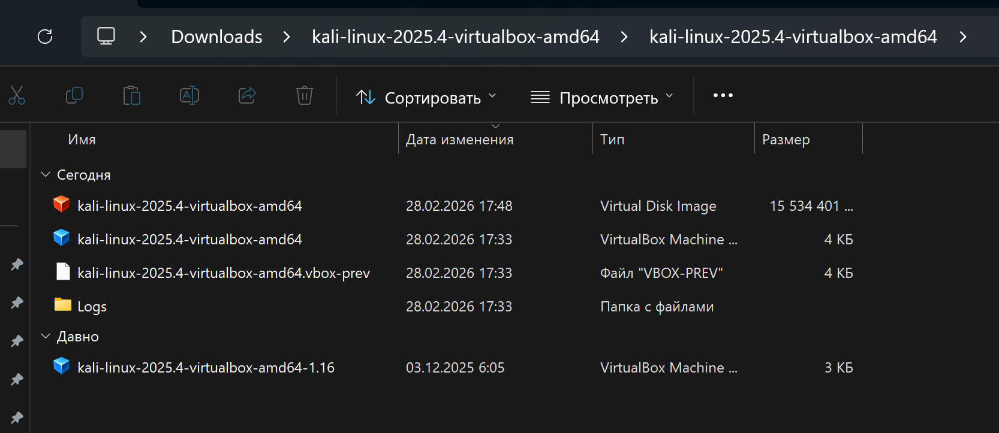 Downloads kali-linux-2025.4-virtualbox-amd64 kali-linux-2025.4-virtualbox-amd64
Сортировать Просмотреть
Имя Дата изменения Тип Размер
Сегодня
kali-linux-2025.4-virtualbox-amd64 28.02.2026 17:48 Virtual Disk Image 15 534 401 ...
kali-linux-2025.4-virtualbox-amd64 28.02.2026 17:33 VirtualBox Machine ... 4 КБ
kali-linux-2025.4-virtualbox-amd64.vbox-prev 28.02.2026 17:33 Файл "VBOX-PREV" 4 КБ
Logs 28.02.2026 17:33 Папка с файлами
Давно
kali-linux-2025.4-virtualbox-amd64-1.16 03.12.2025 6:05 VirtualBox Machine ... 3 КБ